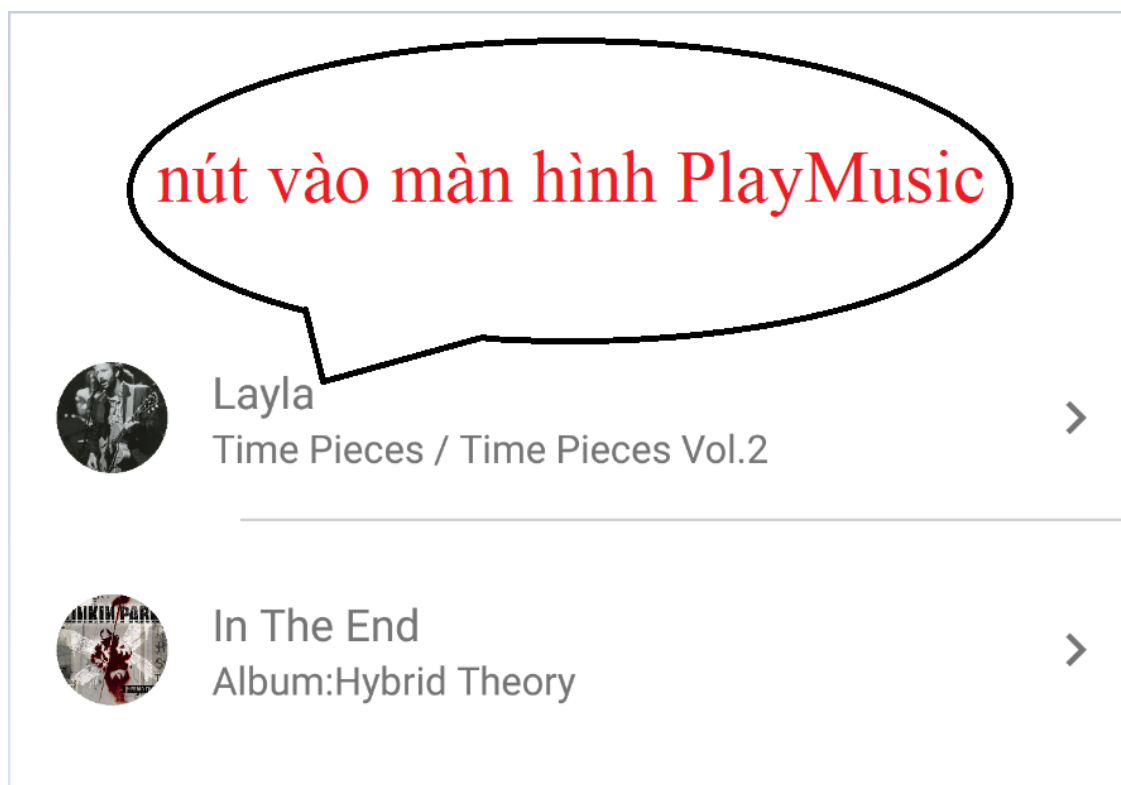 nút vào màn hình PlayMusic
Layla
Time Pieces / Time Pieces Vol.2
In The End
Album:Hybrid Theory